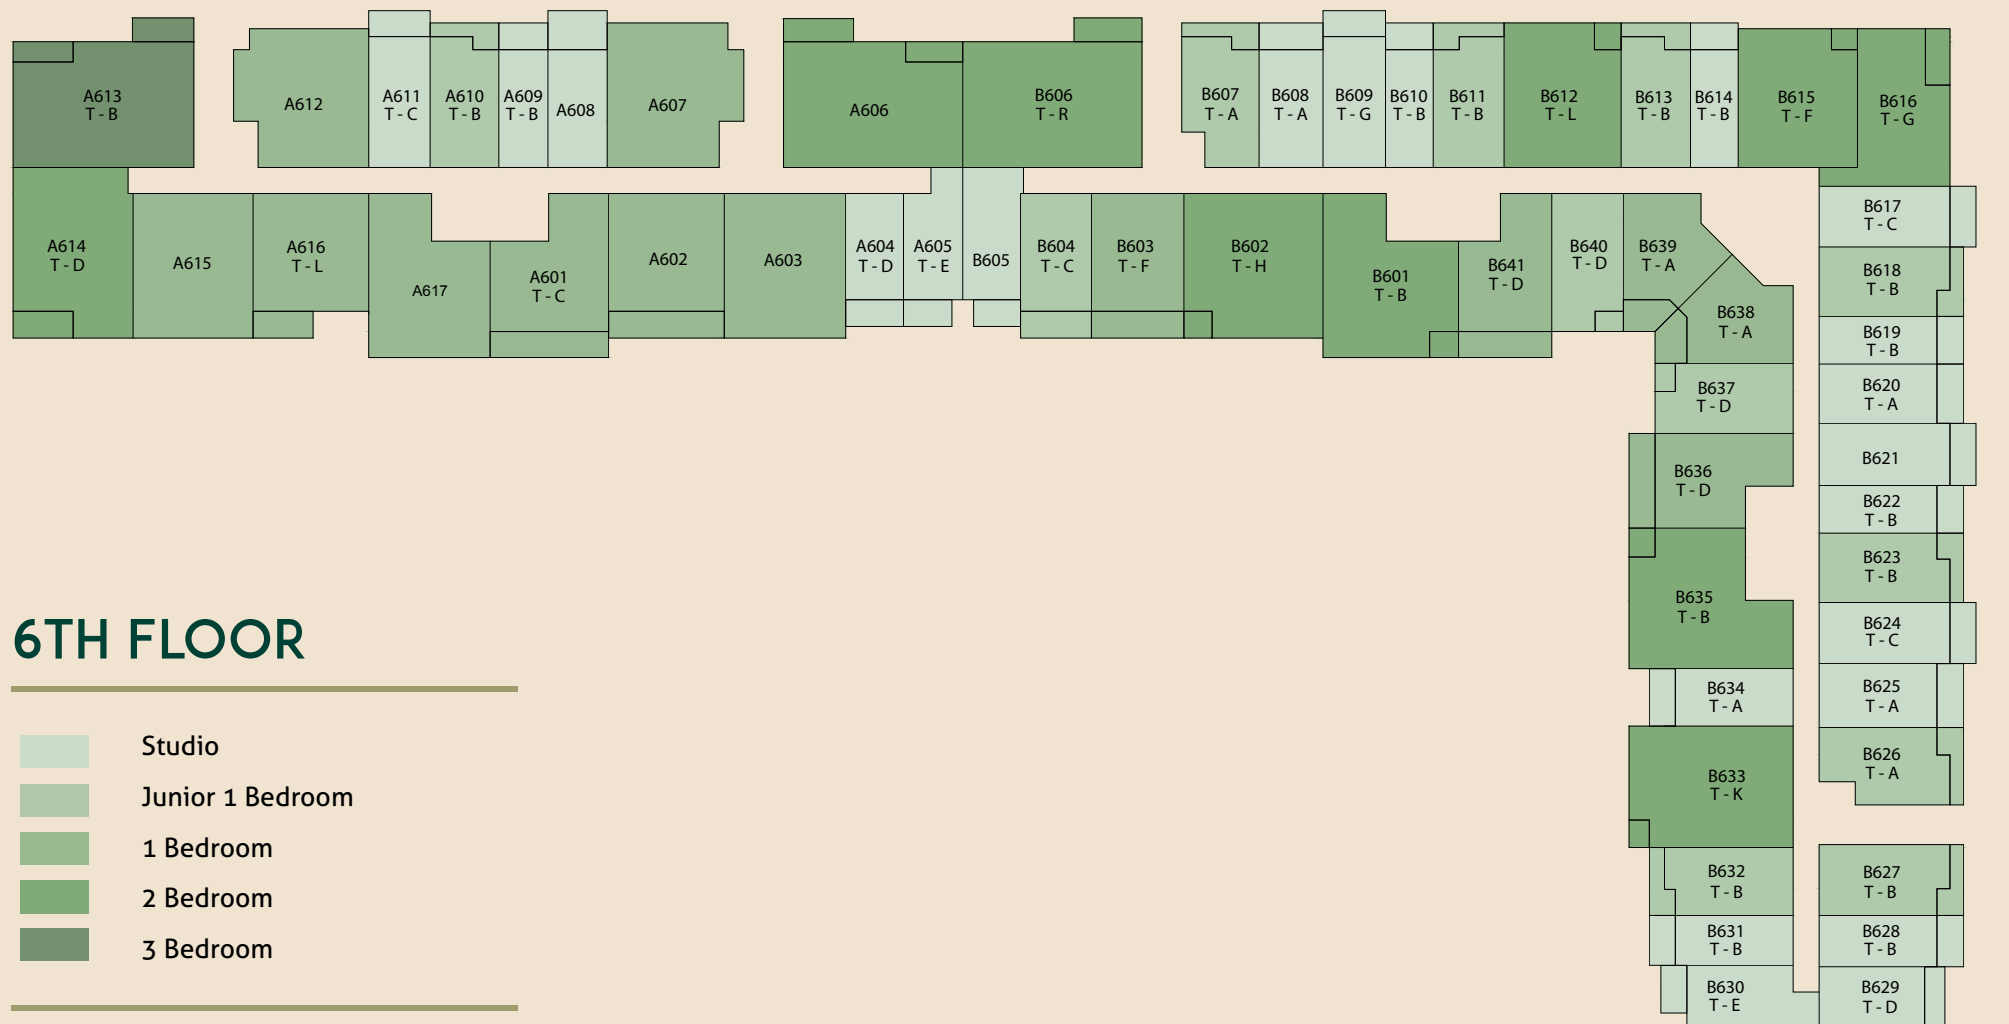 A613
T - B
A612
A611
T - C
A610
T - B
A609
T - B
A608
A607
A606
B606
T - R
B607
T - A
B608
T - A
B609
T - G
B610
T - B
B611
T - B
B612
T - L
B613
T - B
B614
T - B
B615
T - F
B616
T - G
A614
T - D
A615
A616
T - L
A617
A601
T - C
A602
A603
A604
T - D
A605
T - E
B605
B604
T - C
B603
T - F
B602
T - H
B601
T - B
B641
T - D
B640
T - D
B639
T - A
B638
T - A
B637
T - D
B636
T - D
B635
T - B
B634
T - A
B633
T - K
B632
T - B
B631
T - B
B630
T - E
B617
T - C
B618
T - B
B619
T - B
B620
T - A
B621
B622
T - B
B623
T - B
B624
T - C
B625
T - A
B626
T - A
B627
T - B
B628
T - B
B629
T - D
6TH FLOOR
Studio
Junior 1 Bedroom
1 Bedroom
2 Bedroom
3 Bedroom